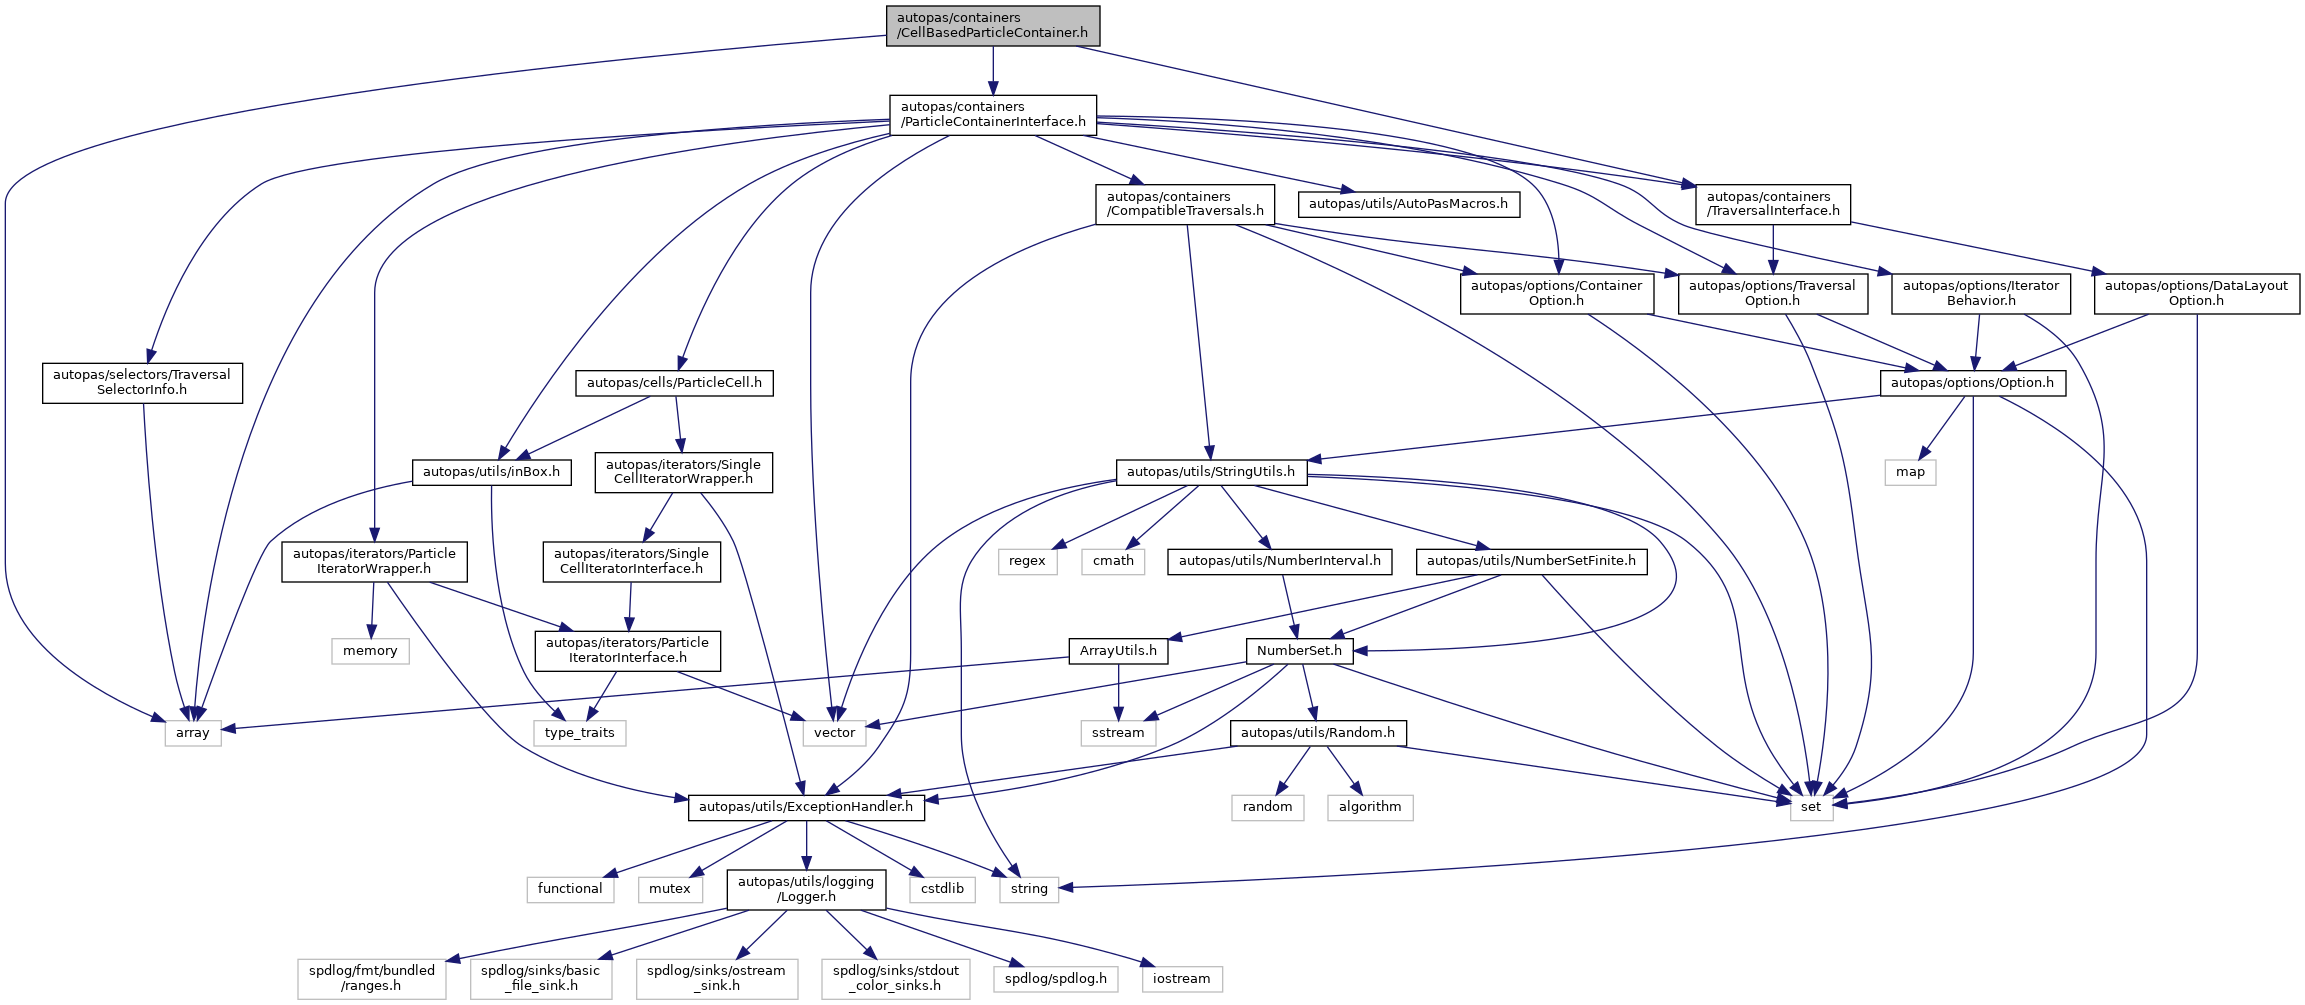 autopas/containers
/CellBasedParticleContainer.h
autopas/containers
/ParticleContainerInterface.h
autopas/containers
/CompatibleTraversals.h
autopas/utils/AutoPasMacros.h
autopas/containers
/TraversalInterface.h
autopas/options/Container
Option.h
autopas/options/Traversal
Option.h
autopas/options/Iterator
Behavior.h
autopas/options/DataLayout
Option.h
autopas/selectors/Traversal
SelectorInfo.h
autopas/cells/ParticleCell.h
autopas/options/Option.h
autopas/utils/inBox.h
autopas/iterators/Single
CellIteratorWrapper.h
autopas/utils/StringUtils.h
map
autopas/iterators/Particle
IteratorWrapper.h
autopas/iterators/Single
CellIteratorInterface.h
regex
cmath
autopas/utils/NumberInterval.h
autopas/utils/NumberSetFinite.h
memory
autopas/iterators/Particle
IteratorInterface.h
ArrayUtils.h
NumberSet.h
array
type_traits
vector
sstream
autopas/utils/Random.h
autopas/utils/ExceptionHandler.h
random
algorithm
set
functional
mutex
autopas/utils/logging
/Logger.h
cstdlib
string
spdlog/fmt/bundled
/ranges.h
spdlog/sinks/basic
_file_sink.h
spdlog/sinks/ostream
_sink.h
spdlog/sinks/stdout
_color_sinks.h
spdlog/spdlog.h
iostream